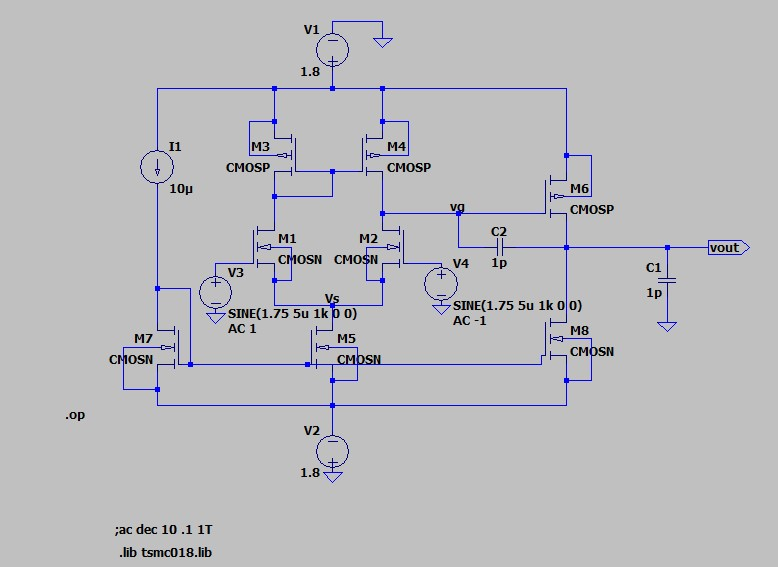 V1
1.8
M3
CMOSP
M4
CMOSP
I1
10µ
M6
CMOSP
vg
C2
1p
vout
M1
CMOSN
M2
CMOSN
C1
1p
V3
SINE(1.75 5u 1k 0 0)
AC 1
Vs
V4
SINE(1.75 5u 1k 0 0)
AC -1
M7
CMOSN
M5
CMOSN
M8
CMOSN
.op
V2
1.8
;ac dec 10 .1 1T
.lib tsmc018.lib